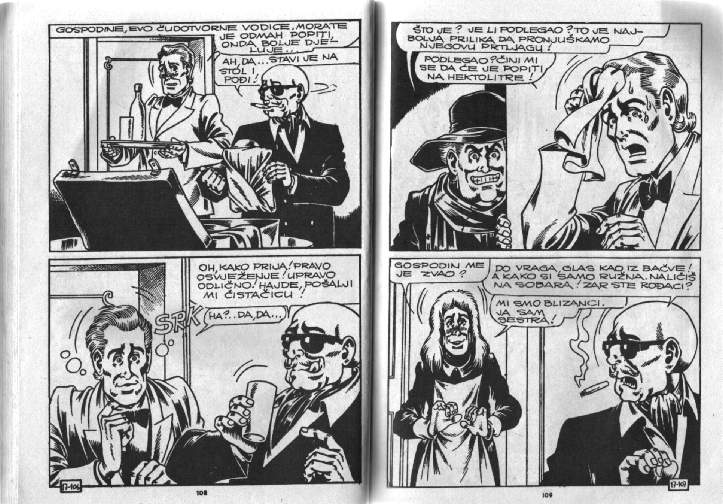 GOSPODINE, EVO ČUDOTVORNE VODICE, MORATE
JE ODMAH POPITI,
ONDA BOLJE DJE-
LUJE...
AH, DA... STAVI JE NA
STOL I
POĐI!
OH, KAKO PRIJA! PRAVO
OSVJEŽENJE! UPRAVO
ODLIČNO! HAJDE, POŠALJI
MI ČISTAČICU!
SRK
HA?... DA, DA...
17-106
108
ŠTO JE? JE LI PODLEGAO? TO JE NAJ-
BOLJA PRILIKA DA PRONJUŠKAMO
NJEGOVU PRTLJAGU!
PODLEGAO? ČINI MI
SE DA ĆE JE POPITI
NA HEKTOLITRE!
GOSPODIN ME
JE ZVAO?
DO VRAGA, GLAS KAO IZ BAČVE!
A KAKO SI SAMO RUŽNA. NALIČIŠ
NA SOBARA! ZAR STE ROĐACI?
MI SMO BLIZANCI.
JA SAM
SESTRA!
109